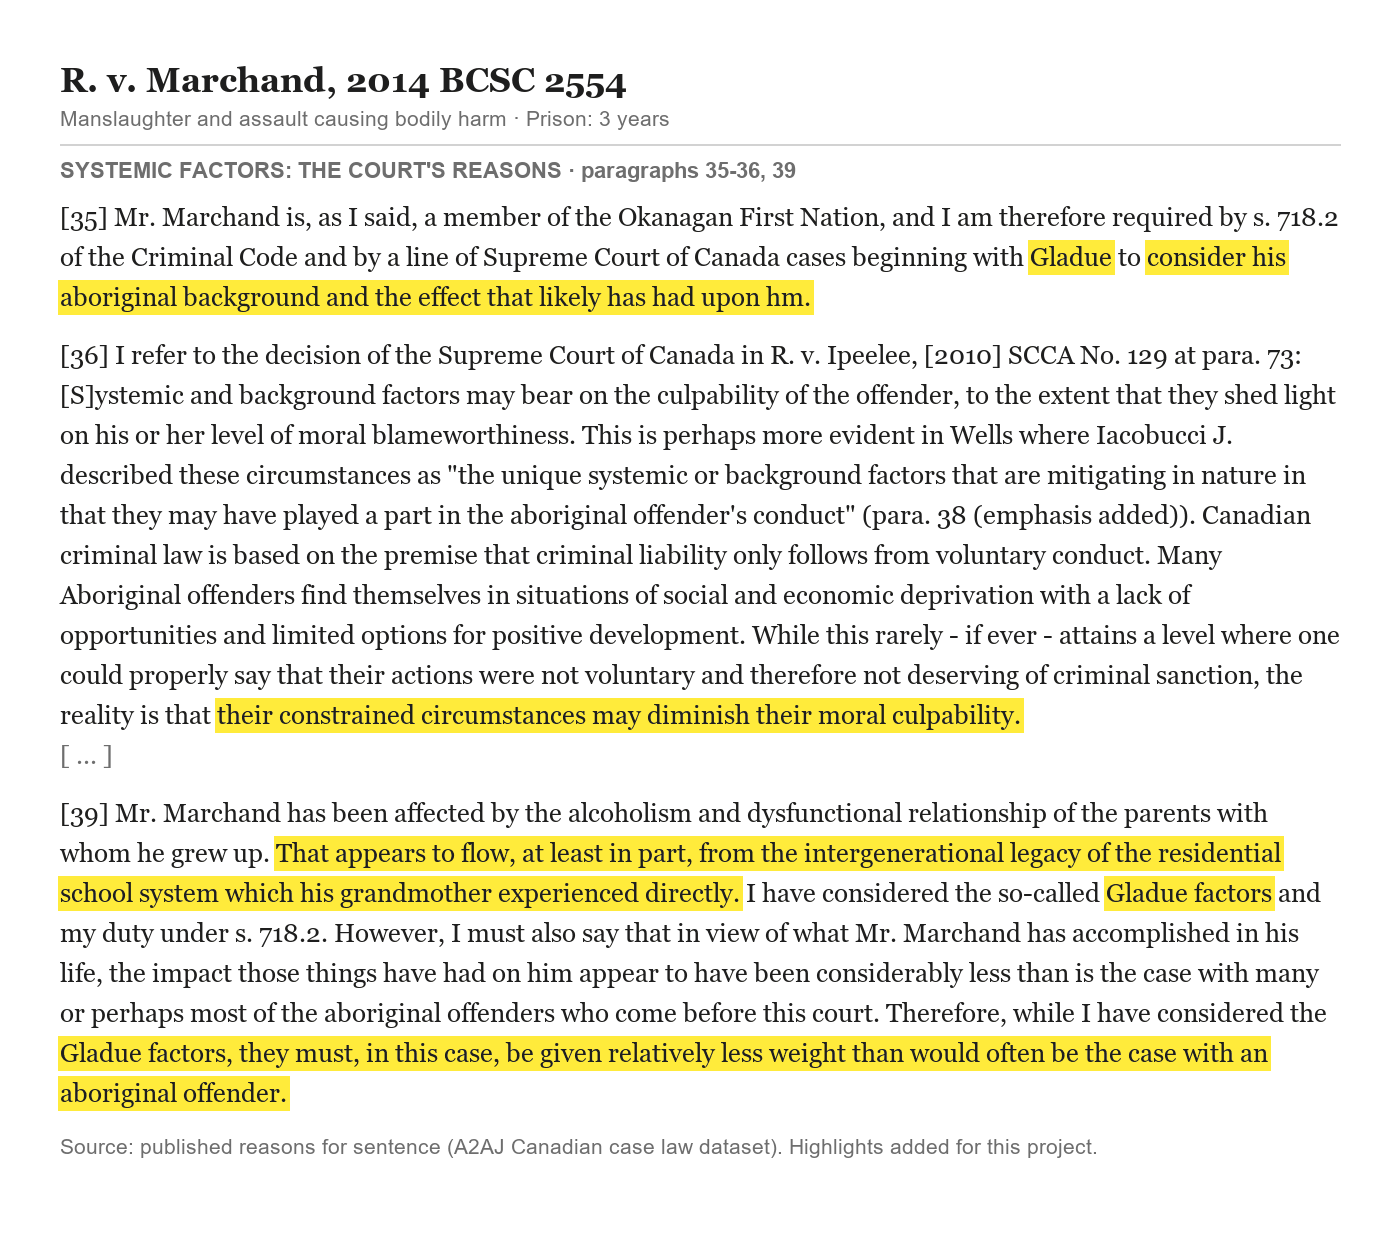 R. v. Marchand, 2014 BCSC 2554
Manslaughter and assault causing bodily harm · Prison: 3 years
SYSTEMIC FACTORS: THE COURT'S REASONS · paragraphs 35-36, 39
[35] Mr. Marchand is, as I said, a member of the Okanagan First Nation, and I am therefore required by s. 718.2
of the Criminal Code and by a line of Supreme Court of Canada cases beginning with Gladue to consider his
aboriginal background and the effect that likely has had upon hm.
[36] I refer to the decision of the Supreme Court of Canada in R. v. Ipeelee, [2010] SCCA No. 129 at para. 73:
[S]ystemic and background factors may bear on the culpability of the offender, to the extent that they shed light
on his or her level of moral blameworthiness. This is perhaps more evident in Wells where Iacobucci J.
described these circumstances as "the unique systemic or background factors that are mitigating in nature in
that they may have played a part in the aboriginal offender's conduct" (para. 38 (emphasis added)). Canadian
criminal law is based on the premise that criminal liability only follows from voluntary conduct. Many
Aboriginal offenders find themselves in situations of social and economic deprivation with a lack of
opportunities and limited options for positive development. While this rarely - if ever - attains a level where one
could properly say that their actions were not voluntary and therefore not deserving of criminal sanction, the
reality is that their constrained circumstances may diminish their moral culpability.
[ ... ]
[39] Mr. Marchand has been affected by the alcoholism and dysfunctional relationship of the parents with
whom he grew up. That appears to flow, at least in part, from the intergenerational legacy of the residential
school system which his grandmother experienced directly. I have considered the so-called Gladue factors and
my duty under s. 718.2. However, I must also say that in view of what Mr. Marchand has accomplished in his
life, the impact those things have had on him appear to have been considerably less than is the case with many
or perhaps most of the aboriginal offenders who come before this court. Therefore, while I have considered the
Gladue factors, they must, in this case, be given relatively less weight than would often be the case with an
aboriginal offender.
Source: published reasons for sentence (A2AJ Canadian case law dataset). Highlights added for this project.